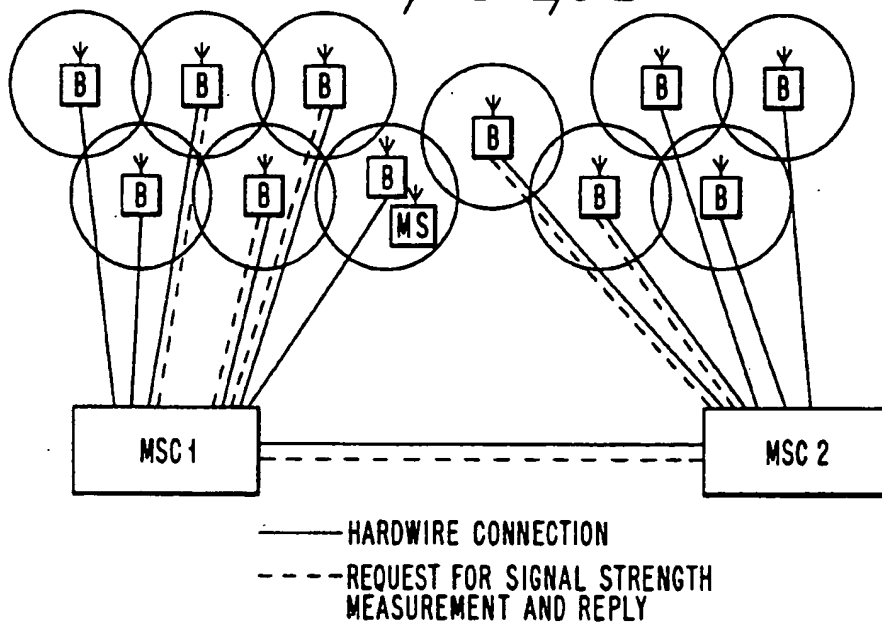 B B B B B
B
B B B B B
MS
MSC 1 MSC 2
HARDWIRE CONNECTION
REQUEST FOR SIGNAL STRENGTH
MEASUREMENT AND REPLY